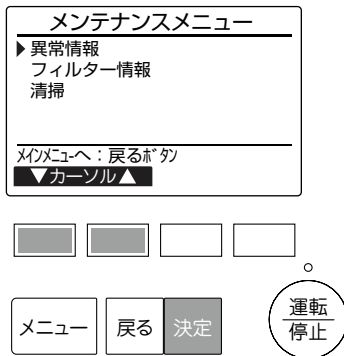 メンテナンスメニュー
▶異常情報
フィルター情報
清掃
ﾒｲﾝﾒﾆｭｰへ：戻るﾎﾞﾀﾝ
▼カーソル▲
メニュー
戻る
決定
運転
停止